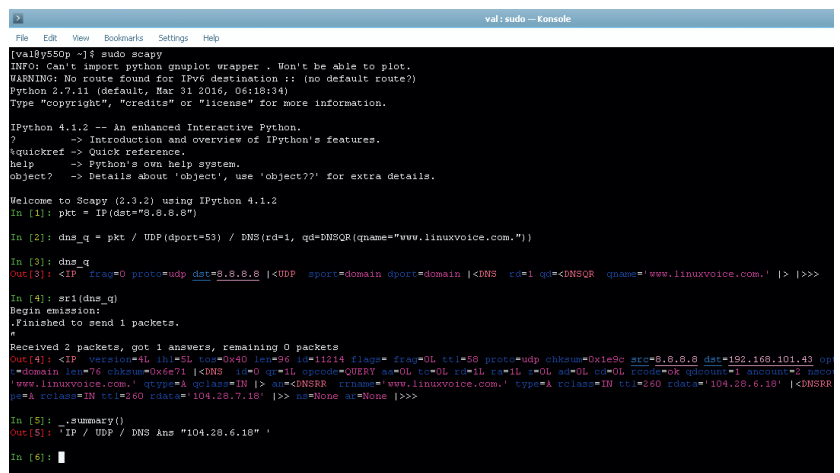 val : sudo — Konsole
File Edit View Bookmarks Settings Help
[val@y550p ~]$ sudo scapy
INFO: Can't import python gnuplot wrapper . Won't be able to plot.
WARNING: No route found for IPv6 destination :: (no default route?)
Python 2.7.11 (default, Mar 31 2016, 06:18:34)
Type "copyright", "credits" or "license" for more information.
IPython 4.1.2 -- An enhanced Interactive Python.
? -> Introduction and overview of IPython's features.
%quickref -> Quick reference.
help -> Python's own help system.
object? -> Details about 'object', use 'object??' for extra details.
Welcome to Scapy (2.3.2) using IPython 4.1.2
In [1]: pkt = IP(dst="8.8.8.8")
In [2]: dns_q = pkt / UDP(dport=53) / DNS(rd=1, qd=DNSQR(qname="www.linuxvoice.com."))
In [3]: dns_q
Out[3]: <IP frag=0 proto=udp dst=8.8.8.8 |<UDP sport=domain dport=domain |<DNS rd=1 qd=<DNSQR qname='www.linuxvoice.com.' |> |>>>
In [4]: sr1(dns_q)
Begin emission:
.Finished to send 1 packets.
*
Received 2 packets, got 1 answers, remaining 0 packets
Out[4]: <IP version=4L ihl=5L tos=0x40 len=96 id=11214 flags= frag=0L ttl=58 proto=udp chksum=0x1e9c src=8.8.8.8 dst=192.168.101.43 opt
t=domain len=76 chksum=0x6e71 |<DNS id=0 qr=1L opcode=QUERY aa=0L tc=0L rd=1L ra=1L z=0L ad=0L cd=0L rcode=ok qdcount=1 ancount=2 nscou
'www.linuxvoice.com.' qtype=A qclass=IN |> an=<DNSRR rrname='www.linuxvoice.com.' type=A rclass=IN ttl=260 rdata='104.28.6.18' |<DNSRR
pe=A rclass=IN ttl=260 rdata='104.28.7.18' |>> ns=None ar=None |>>>
In [5]: _.summary()
Out[5]: 'IP / UDP / DNS Ans "104.28.6.18" '
In [6]: